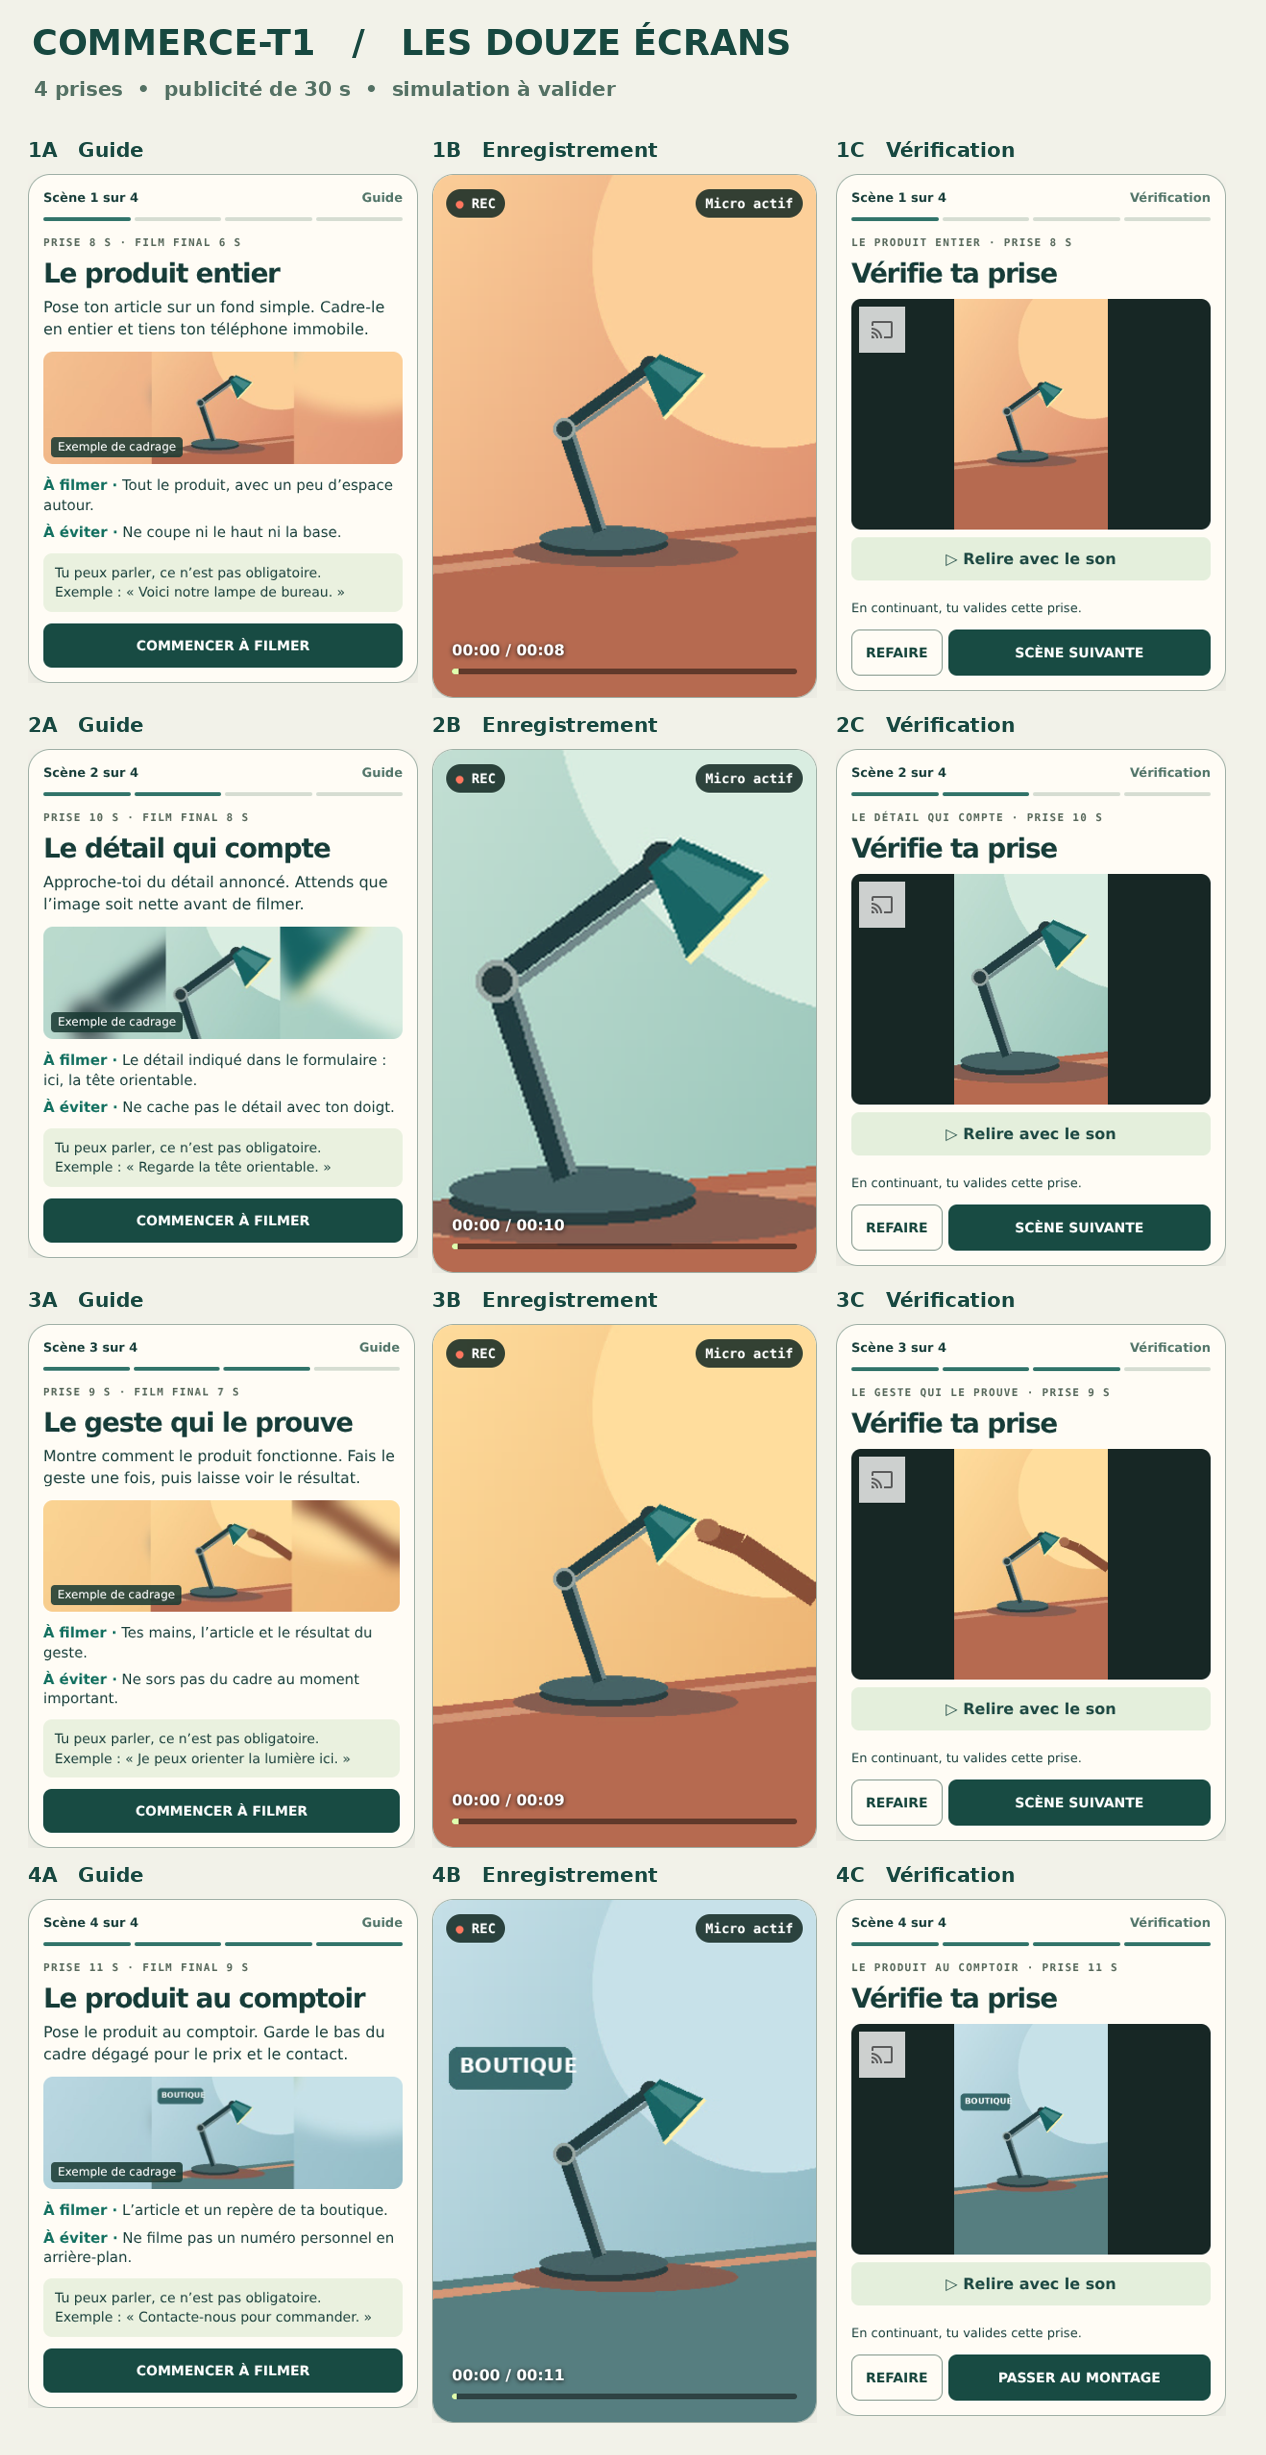 COMMERCE-T1 / LES DOUZE ÉCRANS
4 prises • publicité de 30 s • simulation à valider
1A Guide
Scène 1 sur 4
Guide
PRISE 8 S · FILM FINAL 6 S
Le produit entier
Pose ton article sur un fond simple. Cadre-le
en entier et tiens ton téléphone immobile.
Exemple de cadrage
À filmer · Tout le produit, avec un peu d’espace
autour.
À éviter · Ne coupe ni le haut ni la base.
Tu peux parler, ce n’est pas obligatoire.
Exemple : « Voici notre lampe de bureau. »
COMMENCER À FILMER
1B Enregistrement
● REC
Micro actif
00:00 / 00:08
1C Vérification
Scène 1 sur 4
Vérification
LE PRODUIT ENTIER · PRISE 8 S
Vérifie ta prise
▷ Relire avec le son
En continuant, tu valides cette prise.
REFAIRE
SCÈNE SUIVANTE
2A Guide
Scène 2 sur 4
Guide
PRISE 10 S · FILM FINAL 8 S
Le détail qui compte
Approche-toi du détail annoncé. Attends que
l’image soit nette avant de filmer.
Exemple de cadrage
À filmer · Le détail indiqué dans le formulaire :
ici, la tête orientable.
À éviter · Ne cache pas le détail avec ton doigt.
Tu peux parler, ce n’est pas obligatoire.
Exemple : « Regarde la tête orientable. »
COMMENCER À FILMER
2B Enregistrement
● REC
Micro actif
00:00 / 00:10
2C Vérification
Scène 2 sur 4
Vérification
LE DÉTAIL QUI COMPTE · PRISE 10 S
Vérifie ta prise
▷ Relire avec le son
En continuant, tu valides cette prise.
REFAIRE
SCÈNE SUIVANTE
3A Guide
Scène 3 sur 4
Guide
PRISE 9 S · FILM FINAL 7 S
Le geste qui le prouve
Montre comment le produit fonctionne. Fais le
geste une fois, puis laisse voir le résultat.
Exemple de cadrage
À filmer · Tes mains, l’article et le résultat du
geste.
À éviter · Ne sors pas du cadre au moment
important.
Tu peux parler, ce n’est pas obligatoire.
Exemple : « Je peux orienter la lumière ici. »
COMMENCER À FILMER
3B Enregistrement
● REC
Micro actif
00:00 / 00:09
3C Vérification
Scène 3 sur 4
Vérification
LE GESTE QUI LE PROUVE · PRISE 9 S
Vérifie ta prise
▷ Relire avec le son
En continuant, tu valides cette prise.
REFAIRE
SCÈNE SUIVANTE
4A Guide
Scène 4 sur 4
Guide
PRISE 11 S · FILM FINAL 9 S
Le produit au comptoir
Pose le produit au comptoir. Garde le bas du
cadre dégagé pour le prix et le contact.
BOUTIQUE
Exemple de cadrage
À filmer · L’article et un repère de ta boutique.
À éviter · Ne filme pas un numéro personnel en
arrière-plan.
Tu peux parler, ce n’est pas obligatoire.
Exemple : « Contacte-nous pour commander. »
COMMENCER À FILMER
4B Enregistrement
● REC
Micro actif
BOUTIQUE
00:00 / 00:11
4C Vérification
Scène 4 sur 4
Vérification
LE PRODUIT AU COMPTOIR · PRISE 11 S
Vérifie ta prise
BOUTIQUE
▷ Relire avec le son
En continuant, tu valides cette prise.
REFAIRE
PASSER AU MONTAGE